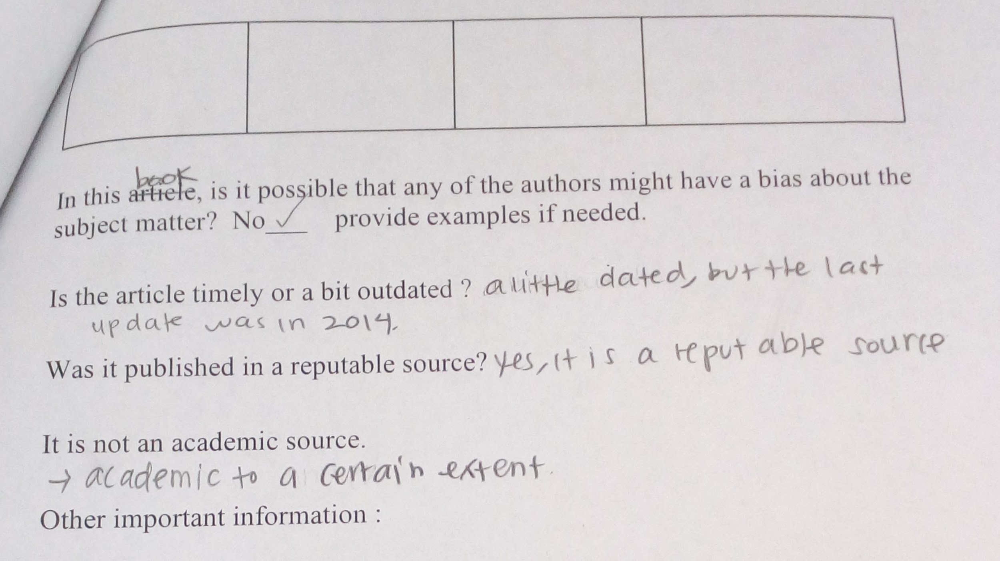 book
In this article, is it possible that any of the authors might have a bias about the
subject matter? No ✓ provide examples if needed.
Is the article timely or a bit outdated ? a little dated, but the last
update was in 2014.
Was it published in a reputable source? yes, it is a reputable source
It is not an academic source.
→ academic to a certain extent.
Other important information :